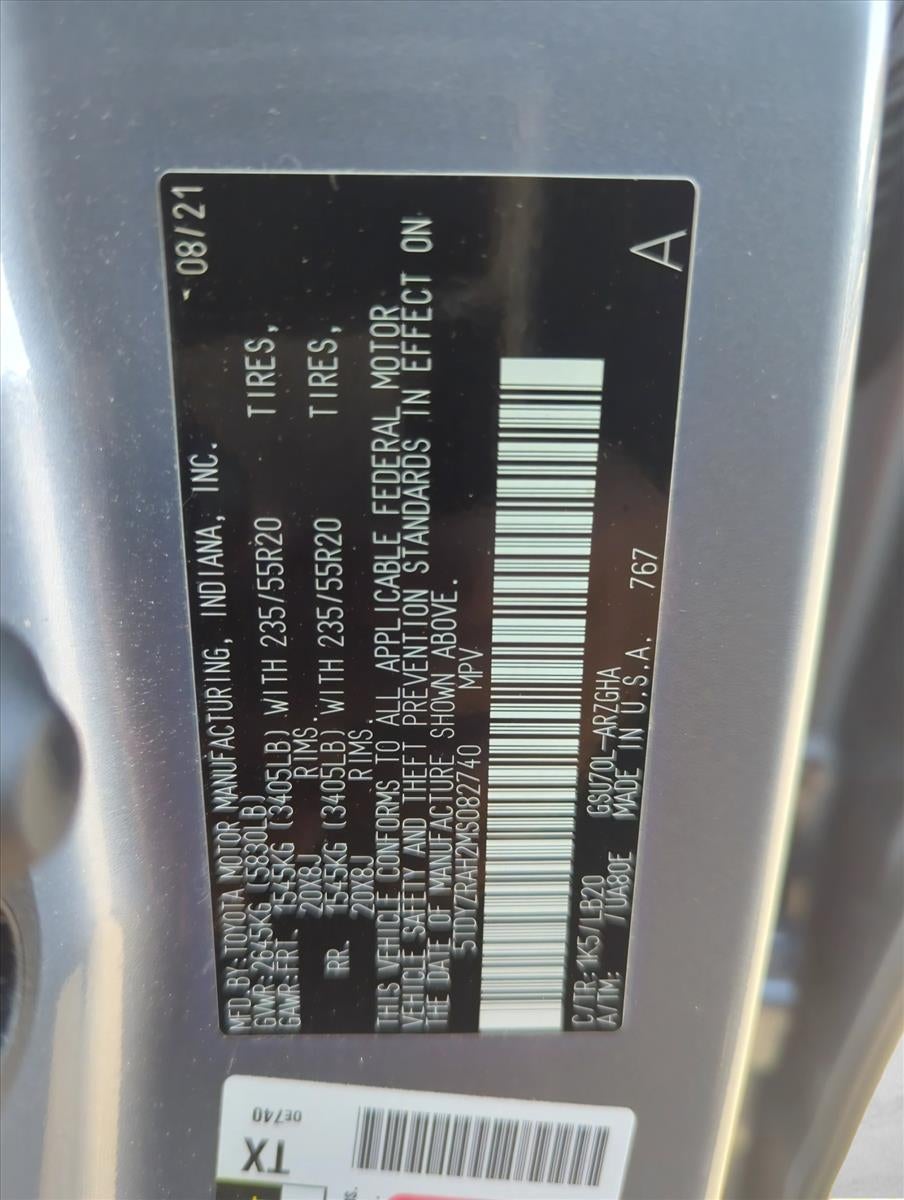 MFD.BY:TOYOTA MOTOR MANUFACTURING, INDIANA, INC. 08/21
GVWR:2645KG (5830LB)
GAWR:FRT. 1545KG (3405LB) WITH 235/55R20 TIRES,
20X8J RIMS.
RR. 1545KG (3405LB) WITH 235/55R20 TIRES,
20X8J RIMS.
THIS VEHICLE CONFORMS TO ALL APPLICABLE FEDERAL MOTOR
VEHICLE SAFETY AND THEFT PREVENTION STANDARDS IN EFFECT ON
THE DATE OF MANUFACTURE SHOWN ABOVE.
5TDYZRAH2MS082740 MPV
C/TR:1K5/LB20 GSU70L-ARZGHA
A/TM: /UA80E MADE IN U.S.A. 767 A
TX
0E740